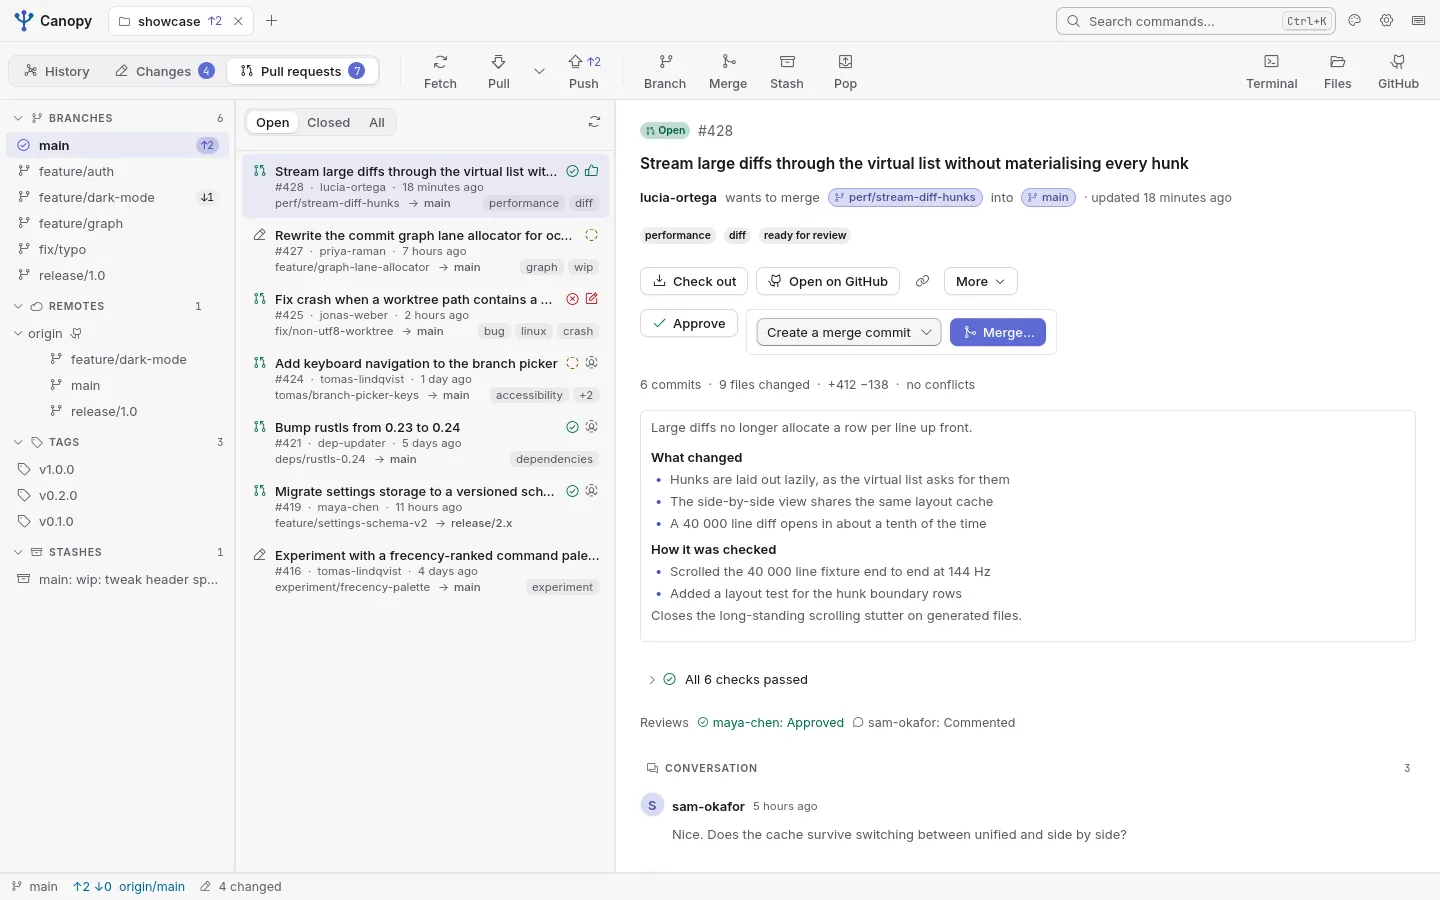 Canopy
showcase ↑2
Search commands... Ctrl+K
History
Changes 4
Pull requests 7
Fetch
Pull
↑2
Push
Branch
Merge
Stash
Pop
Terminal
Files
GitHub
BRANCHES 6
main ↑2
feature/auth
feature/dark-mode ↓1
feature/graph
fix/typo
release/1.0
REMOTES 1
origin
feature/dark-mode
main
release/1.0
TAGS 3
v1.0.0
v0.2.0
v0.1.0
STASHES 1
main: wip: tweak header sp...
Open Closed All
Stream large diffs through the virtual list wit...
#428 · lucia-ortega · 18 minutes ago
perf/stream-diff-hunks → main performance diff
Rewrite the commit graph lane allocator for oc...
#427 · priya-raman · 7 hours ago
feature/graph-lane-allocator → main graph wip
Fix crash when a worktree path contains a ...
#425 · jonas-weber · 2 hours ago
fix/non-utf8-worktree → main bug linux crash
Add keyboard navigation to the branch picker
#424 · tomas-lindqvist · 1 day ago
tomas/branch-picker-keys → main accessibility +2
Bump rustls from 0.23 to 0.24
#421 · dep-updater · 5 days ago
deps/rustls-0.24 → main dependencies
Migrate settings storage to a versioned sch...
#419 · maya-chen · 11 hours ago
feature/settings-schema-v2 → release/2.x
Experiment with a frecency-ranked command pale...
#416 · tomas-lindqvist · 4 days ago
experiment/frecency-palette → main experiment
Open #428
Stream large diffs through the virtual list without materialising every hunk
lucia-ortega wants to merge perf/stream-diff-hunks into main · updated 18 minutes ago
performance diff ready for review
Check out
Open on GitHub
More
Approve
Create a merge commit
Merge...
6 commits · 9 files changed · +412 −138 · no conflicts
Large diffs no longer allocate a row per line up front.
What changed
• Hunks are laid out lazily, as the virtual list asks for them
• The side-by-side view shares the same layout cache
• A 40 000 line diff opens in about a tenth of the time
How it was checked
• Scrolled the 40 000 line fixture end to end at 144 Hz
• Added a layout test for the hunk boundary rows
Closes the long-standing scrolling stutter on generated files.
All 6 checks passed
Reviews maya-chen: Approved sam-okafor: Commented
CONVERSATION 3
S sam-okafor 5 hours ago
Nice. Does the cache survive switching between unified and side by side?
main ↑2 ↓0 origin/main 4 changed